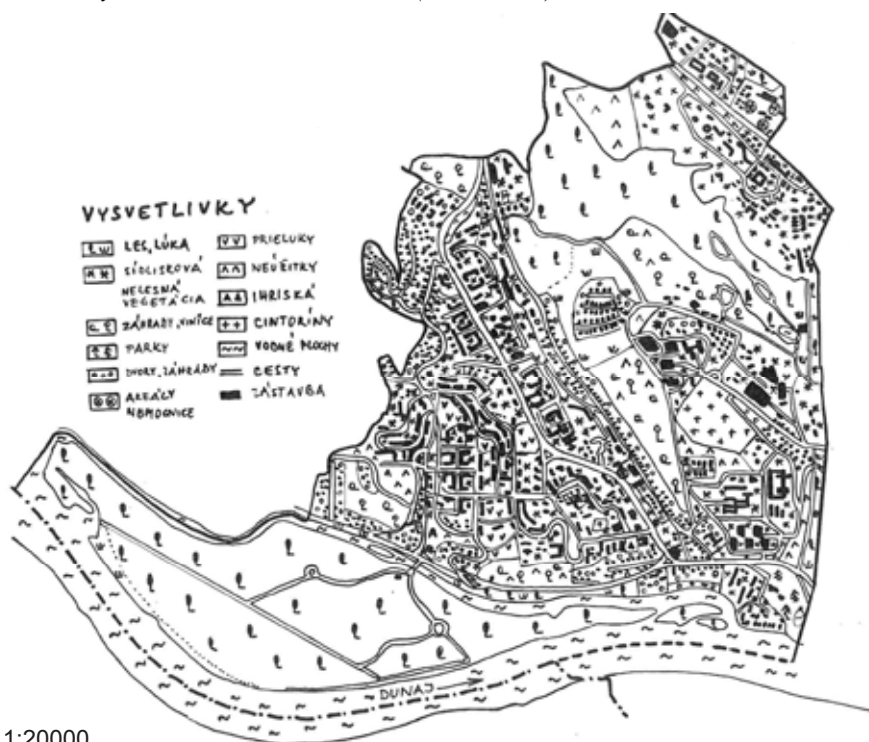 VYSVETLIVKY
LES, LÚKA
SÍDLISKOVÁ
NELESNÁ
VEGETÁCIA
ZÁHRADY, VINICE
PARKY
DVORY, ZÁHRADY
AREÁLY
NEMOCNICE
PRIELUKY
NEÚŽITKY
IHRISKÁ
CINTORÍNY
VODNÉ PLOCHY
CESTY
ZÁSTAVBA
DUNAJ
1:20000